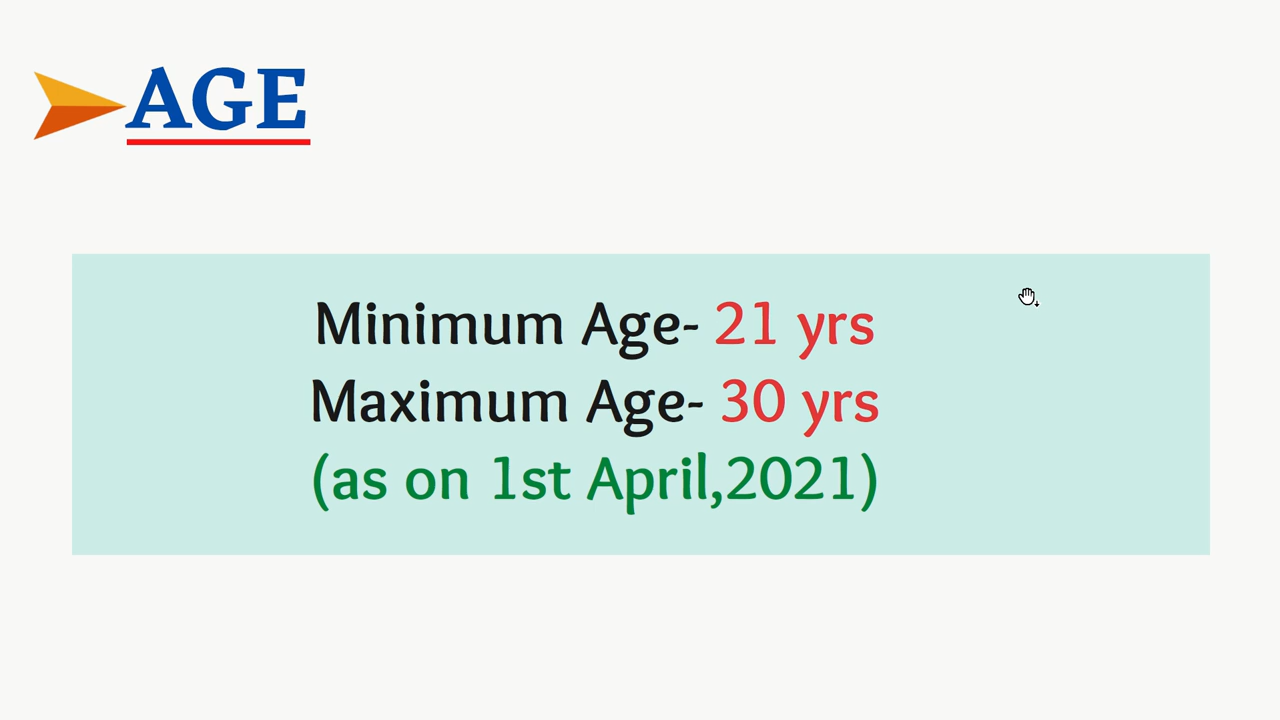 AGE
Minimum Age- 21 yrs
Maximum Age- 30 yrs
(as on 1st April,2021)